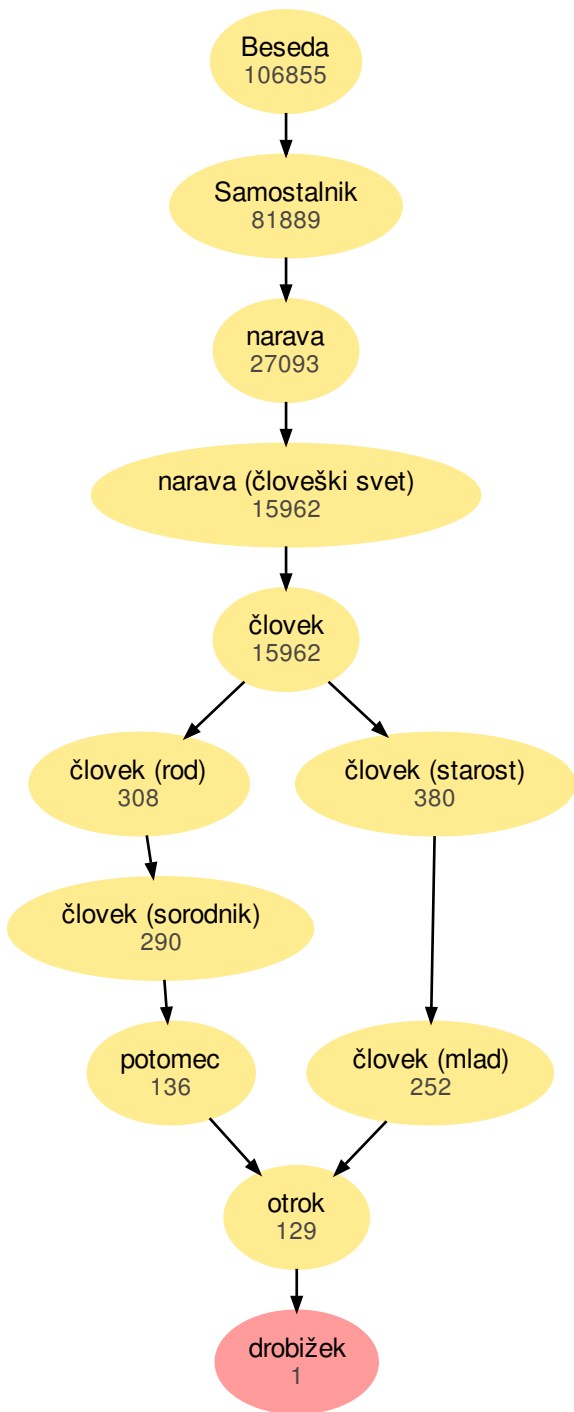 Beseda
106855
Samostalnik
81889
narava
27093
narava (človeški svet)
15962
človek
15962
človek (rod)
308
človek (starost)
380
človek (sorodnik)
290
potomec
136
človek (mlad)
252
otrok
129
drobižek
1